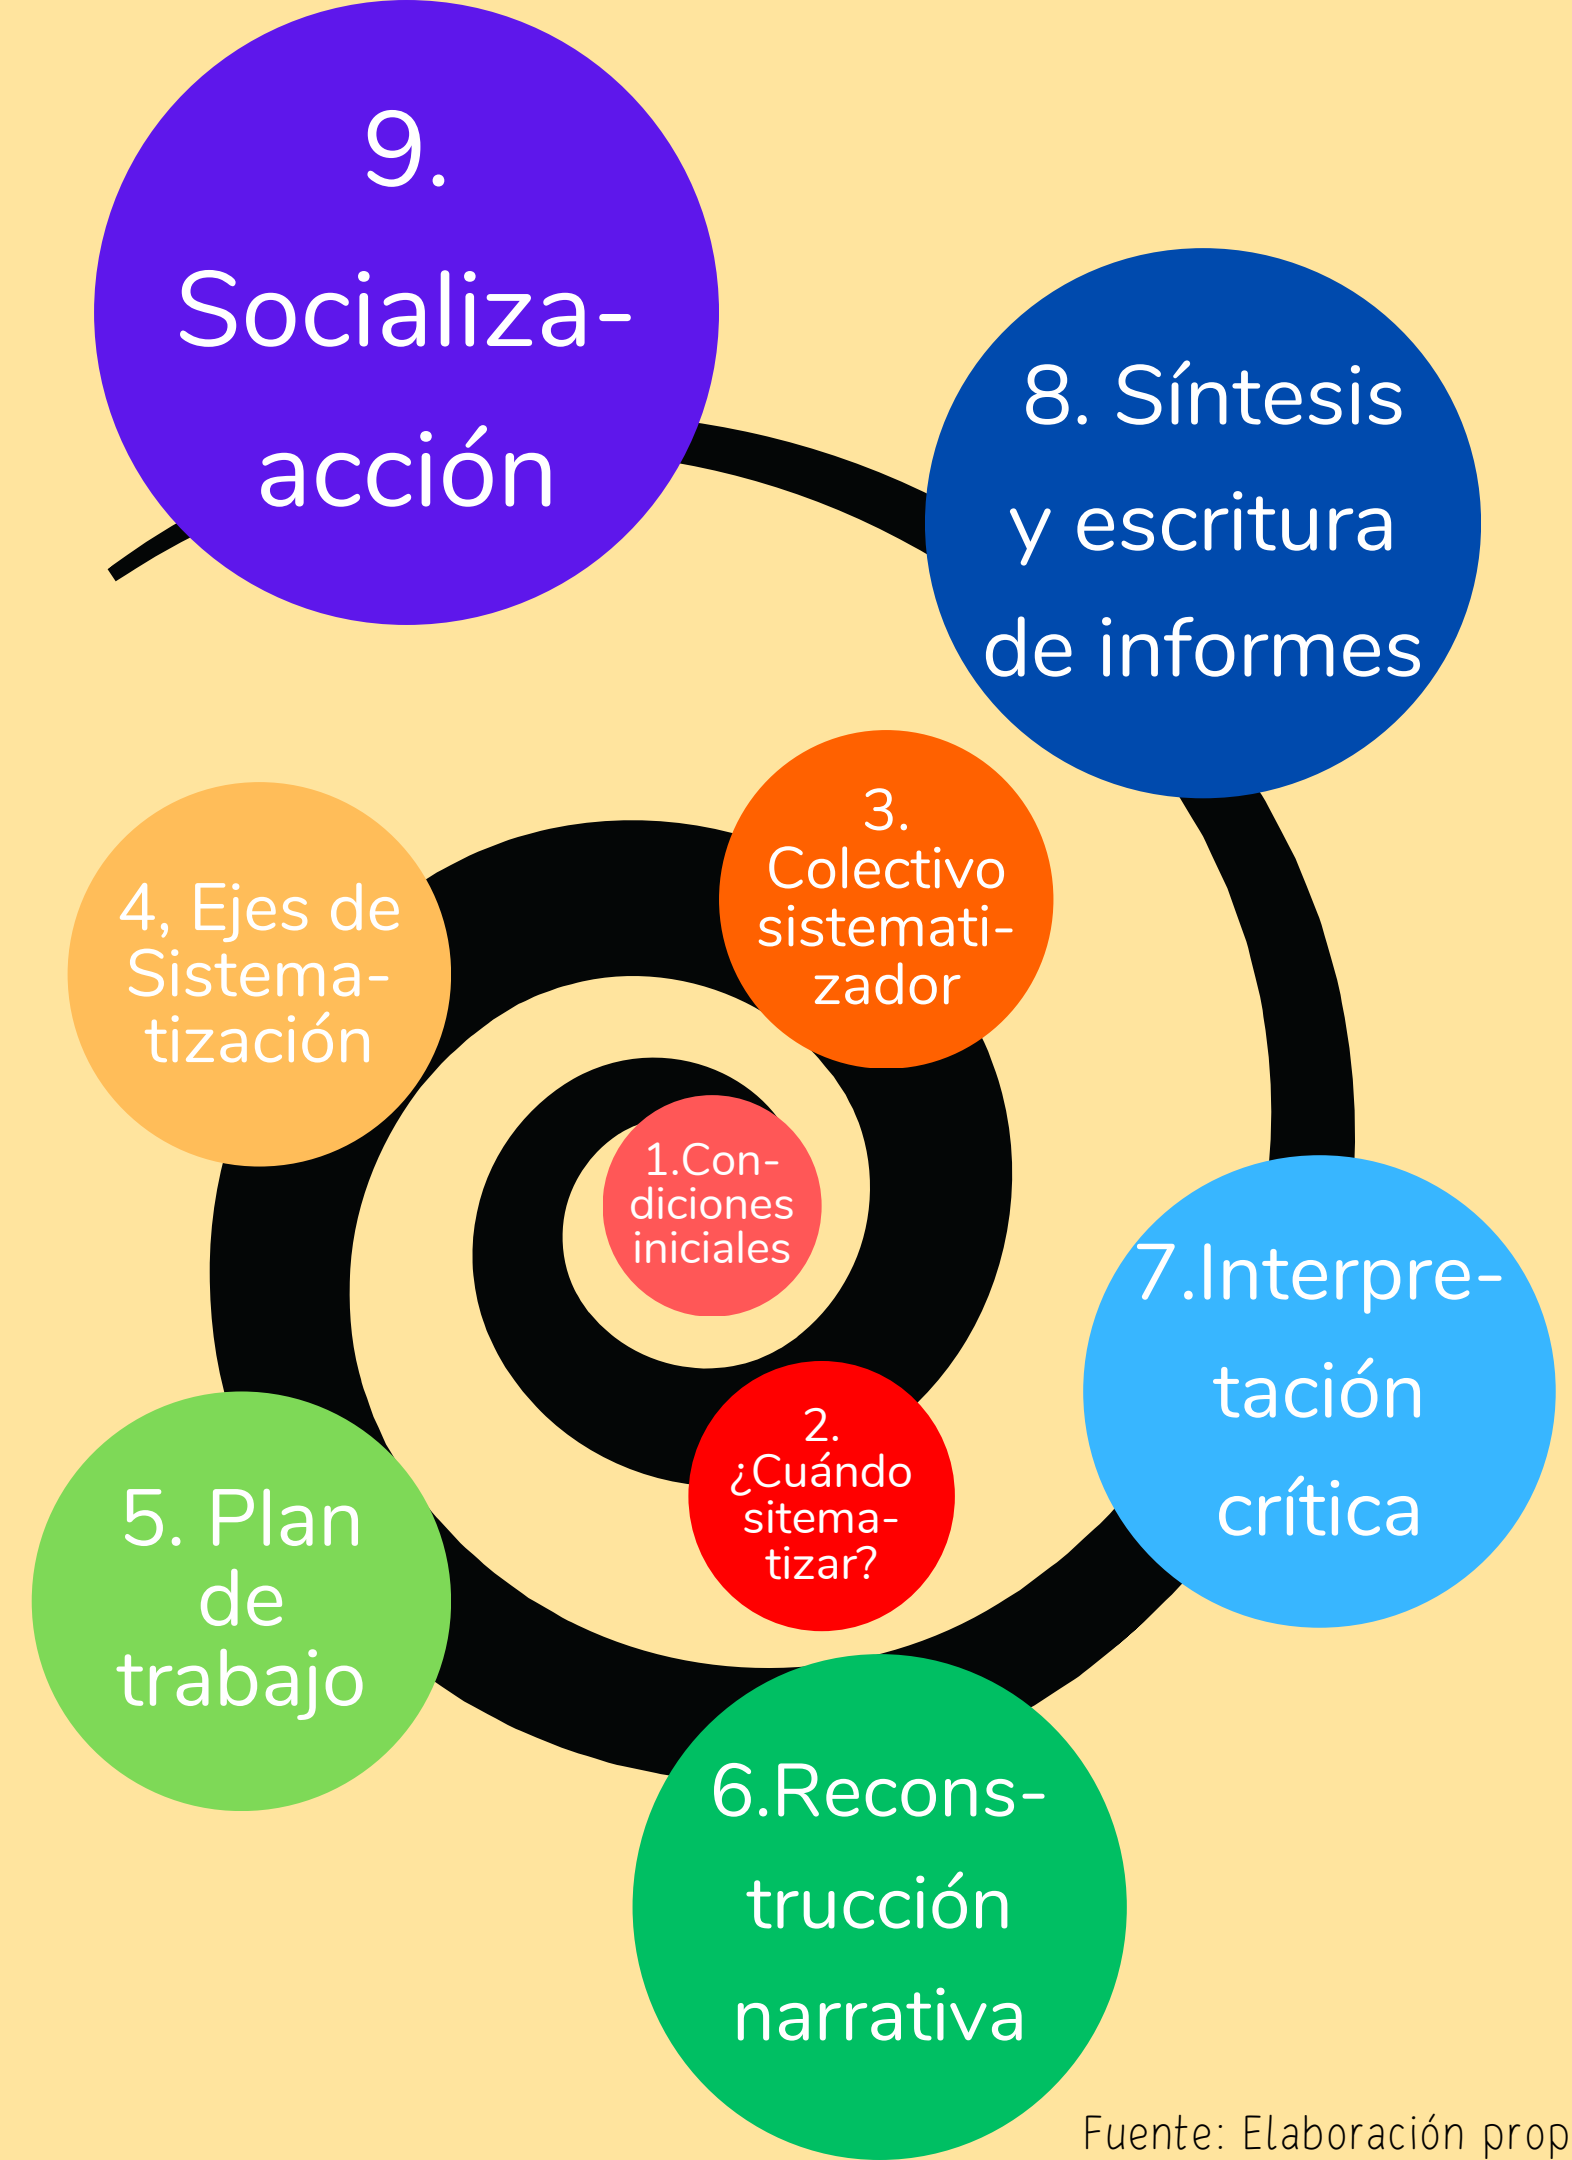 9.
Socializa-
acción
8. Síntesis
y escritura
de informes
3.
Colectivo
sistemati-
zador
4, Ejes de
Sistema-
tización
1.Con-
diciones
iniciales
7.Interpre-
tación
crítica
2.
¿Cuándo
sitema-
tizar?
5. Plan
de
trabajo
6.Recons-
trucción
narrativa
Fuente: Elaboración prop